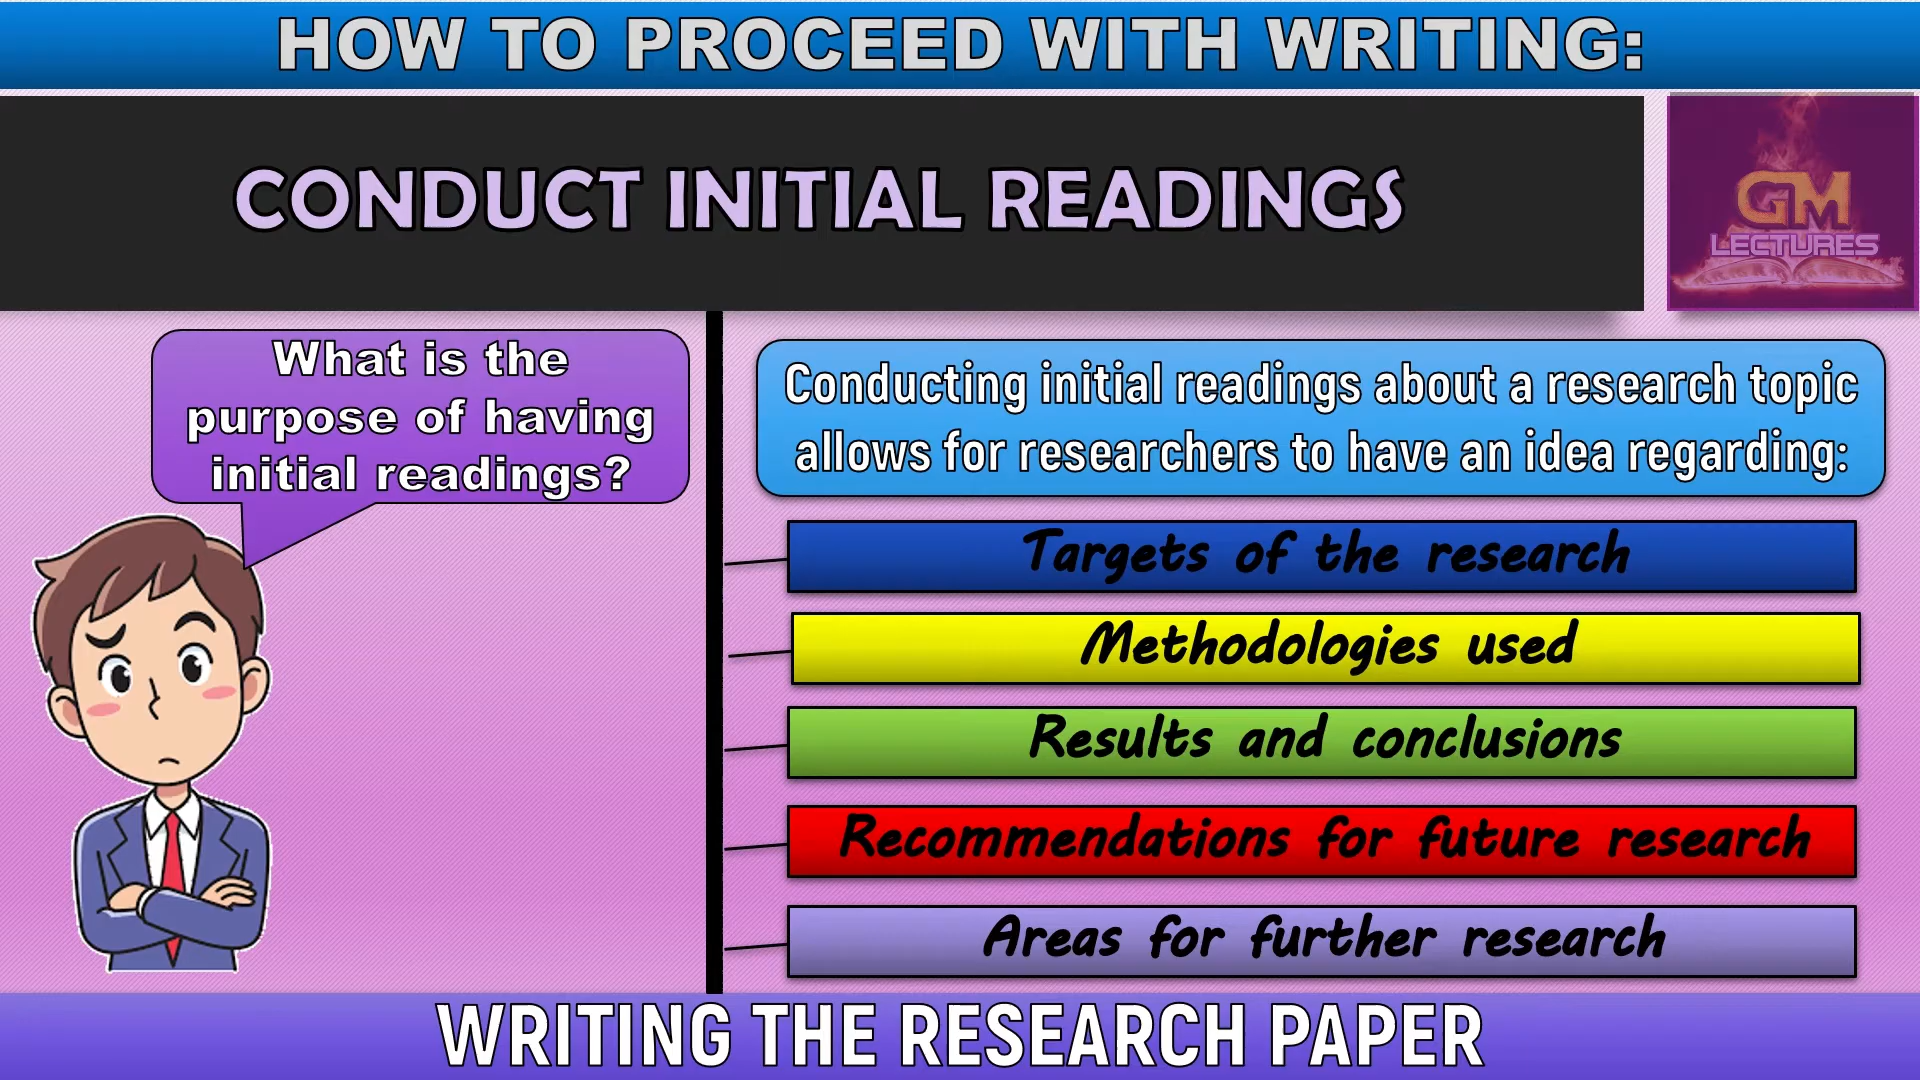 HOW TO PROCEED WITH WRITING:
CONDUCT INITIAL READINGS
GM
LECTURES
What is the
purpose of having
initial readings?
Conducting initial readings about a research topic
allows for researchers to have an idea regarding:
Targets of the research
Methodologies used
Results and conclusions
Recommendations for future research
Areas for further research
WRITING THE RESEARCH PAPER